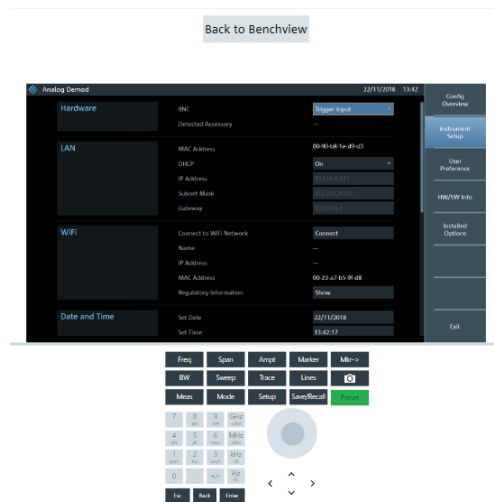 Back to Benchview
Analog Demod 22/11/2018 13:42
Config Overview
Hardware BNC Trigger Input
Detected Accessory ---
Instrument Setup
LAN MAC Address 00-90-b8-1e-d9-d3
DHCP On
User Preference
IP Address
Subnet Mask
Gateway
HW/SW Info
WiFi Connect to WiFi Network Connect
Name ---
Installed Options
IP Address ---
MAC Address 00-23-a7-b5-9f-d8
Regulatory Information Show
Date and Time Set Date 22/11/2018
Set Time 13:42:17
Exit
Freq Span Ampt Marker Mkr-->
BW Sweep Trace Lines
Meas Mode Setup Save/Recall Preset
7 8 9 GHz
4 5 6 MHz
1 2 3 kHz
0 . +/- Hz
Esc Back Enter